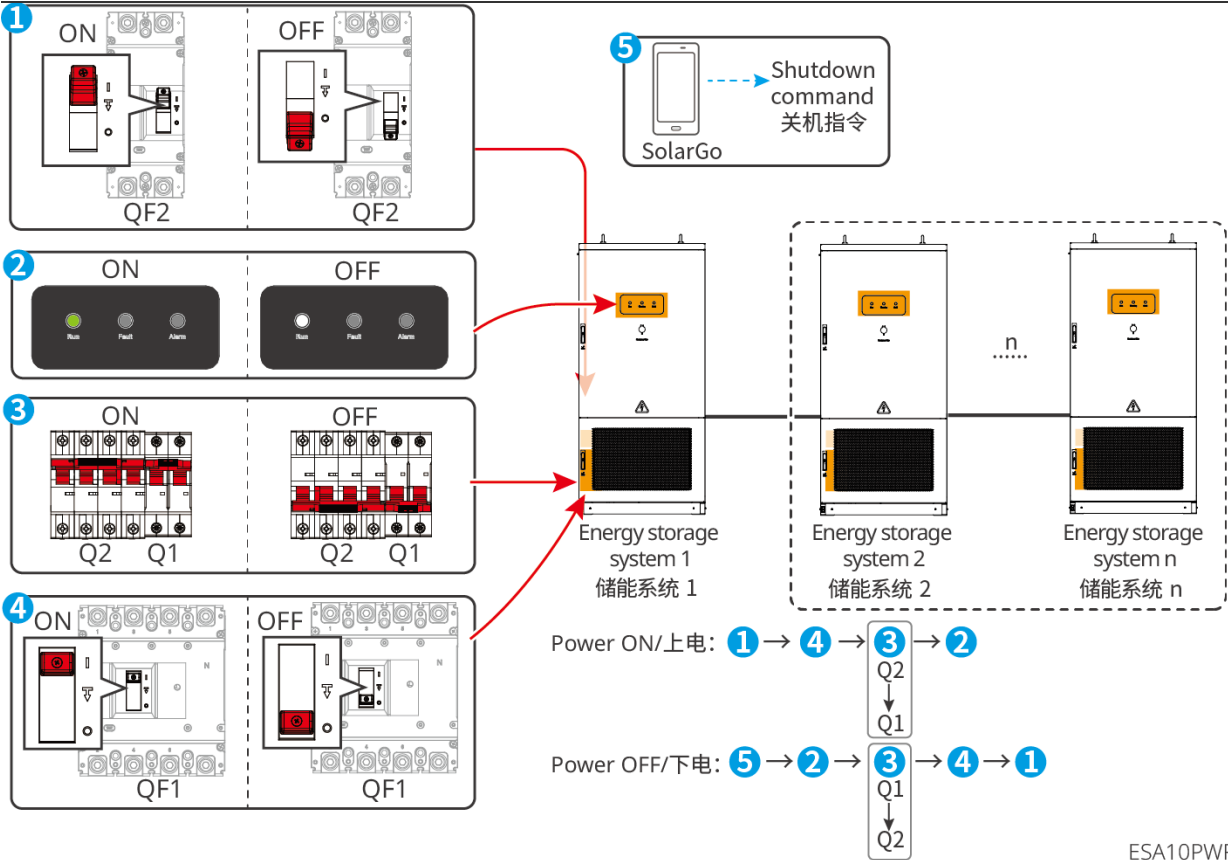 1
ON
OFF
QF2
QF2
5
Shutdown
command
关机指令
SolarGo
2
ON
OFF
Run Fault Alarm
Run Fault Alarm
3
ON
OFF
Q2 Q1
Q2 Q1
4
ON
OFF
N
N
QF1
QF1
n
......
Energy storage
system 1
储能系统 1
Energy storage
system 2
储能系统 2
Energy storage
system n
储能系统 n
Power ON/上电: 1 → 4 → 3 → 2
Q2
↓
Q1
Power OFF/下电: 5 → 2 → 3 → 4 → 1
Q1
↓
Q2
ESA10PWF